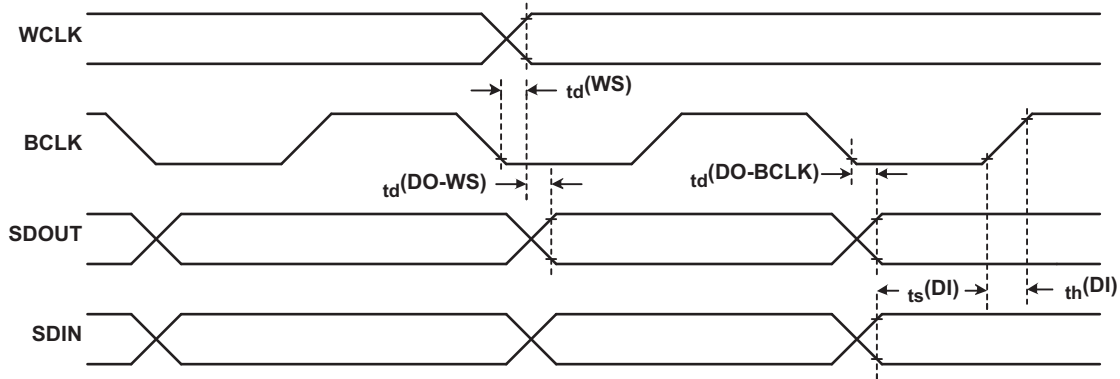 WCLK
td(WS)
BCLK
td(DO-WS)
td(DO-BCLK)
SDOUT
ts(DI)
th(DI)
SDIN